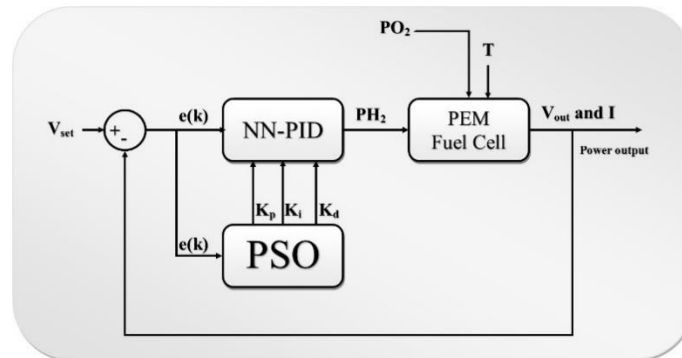 PO₂
T
V_set
+
-
e(k)
NN-PID
PH₂
PEM
Fuel Cell
V_out and I
Power output
K_p K_i K_d
e(k)
PSO